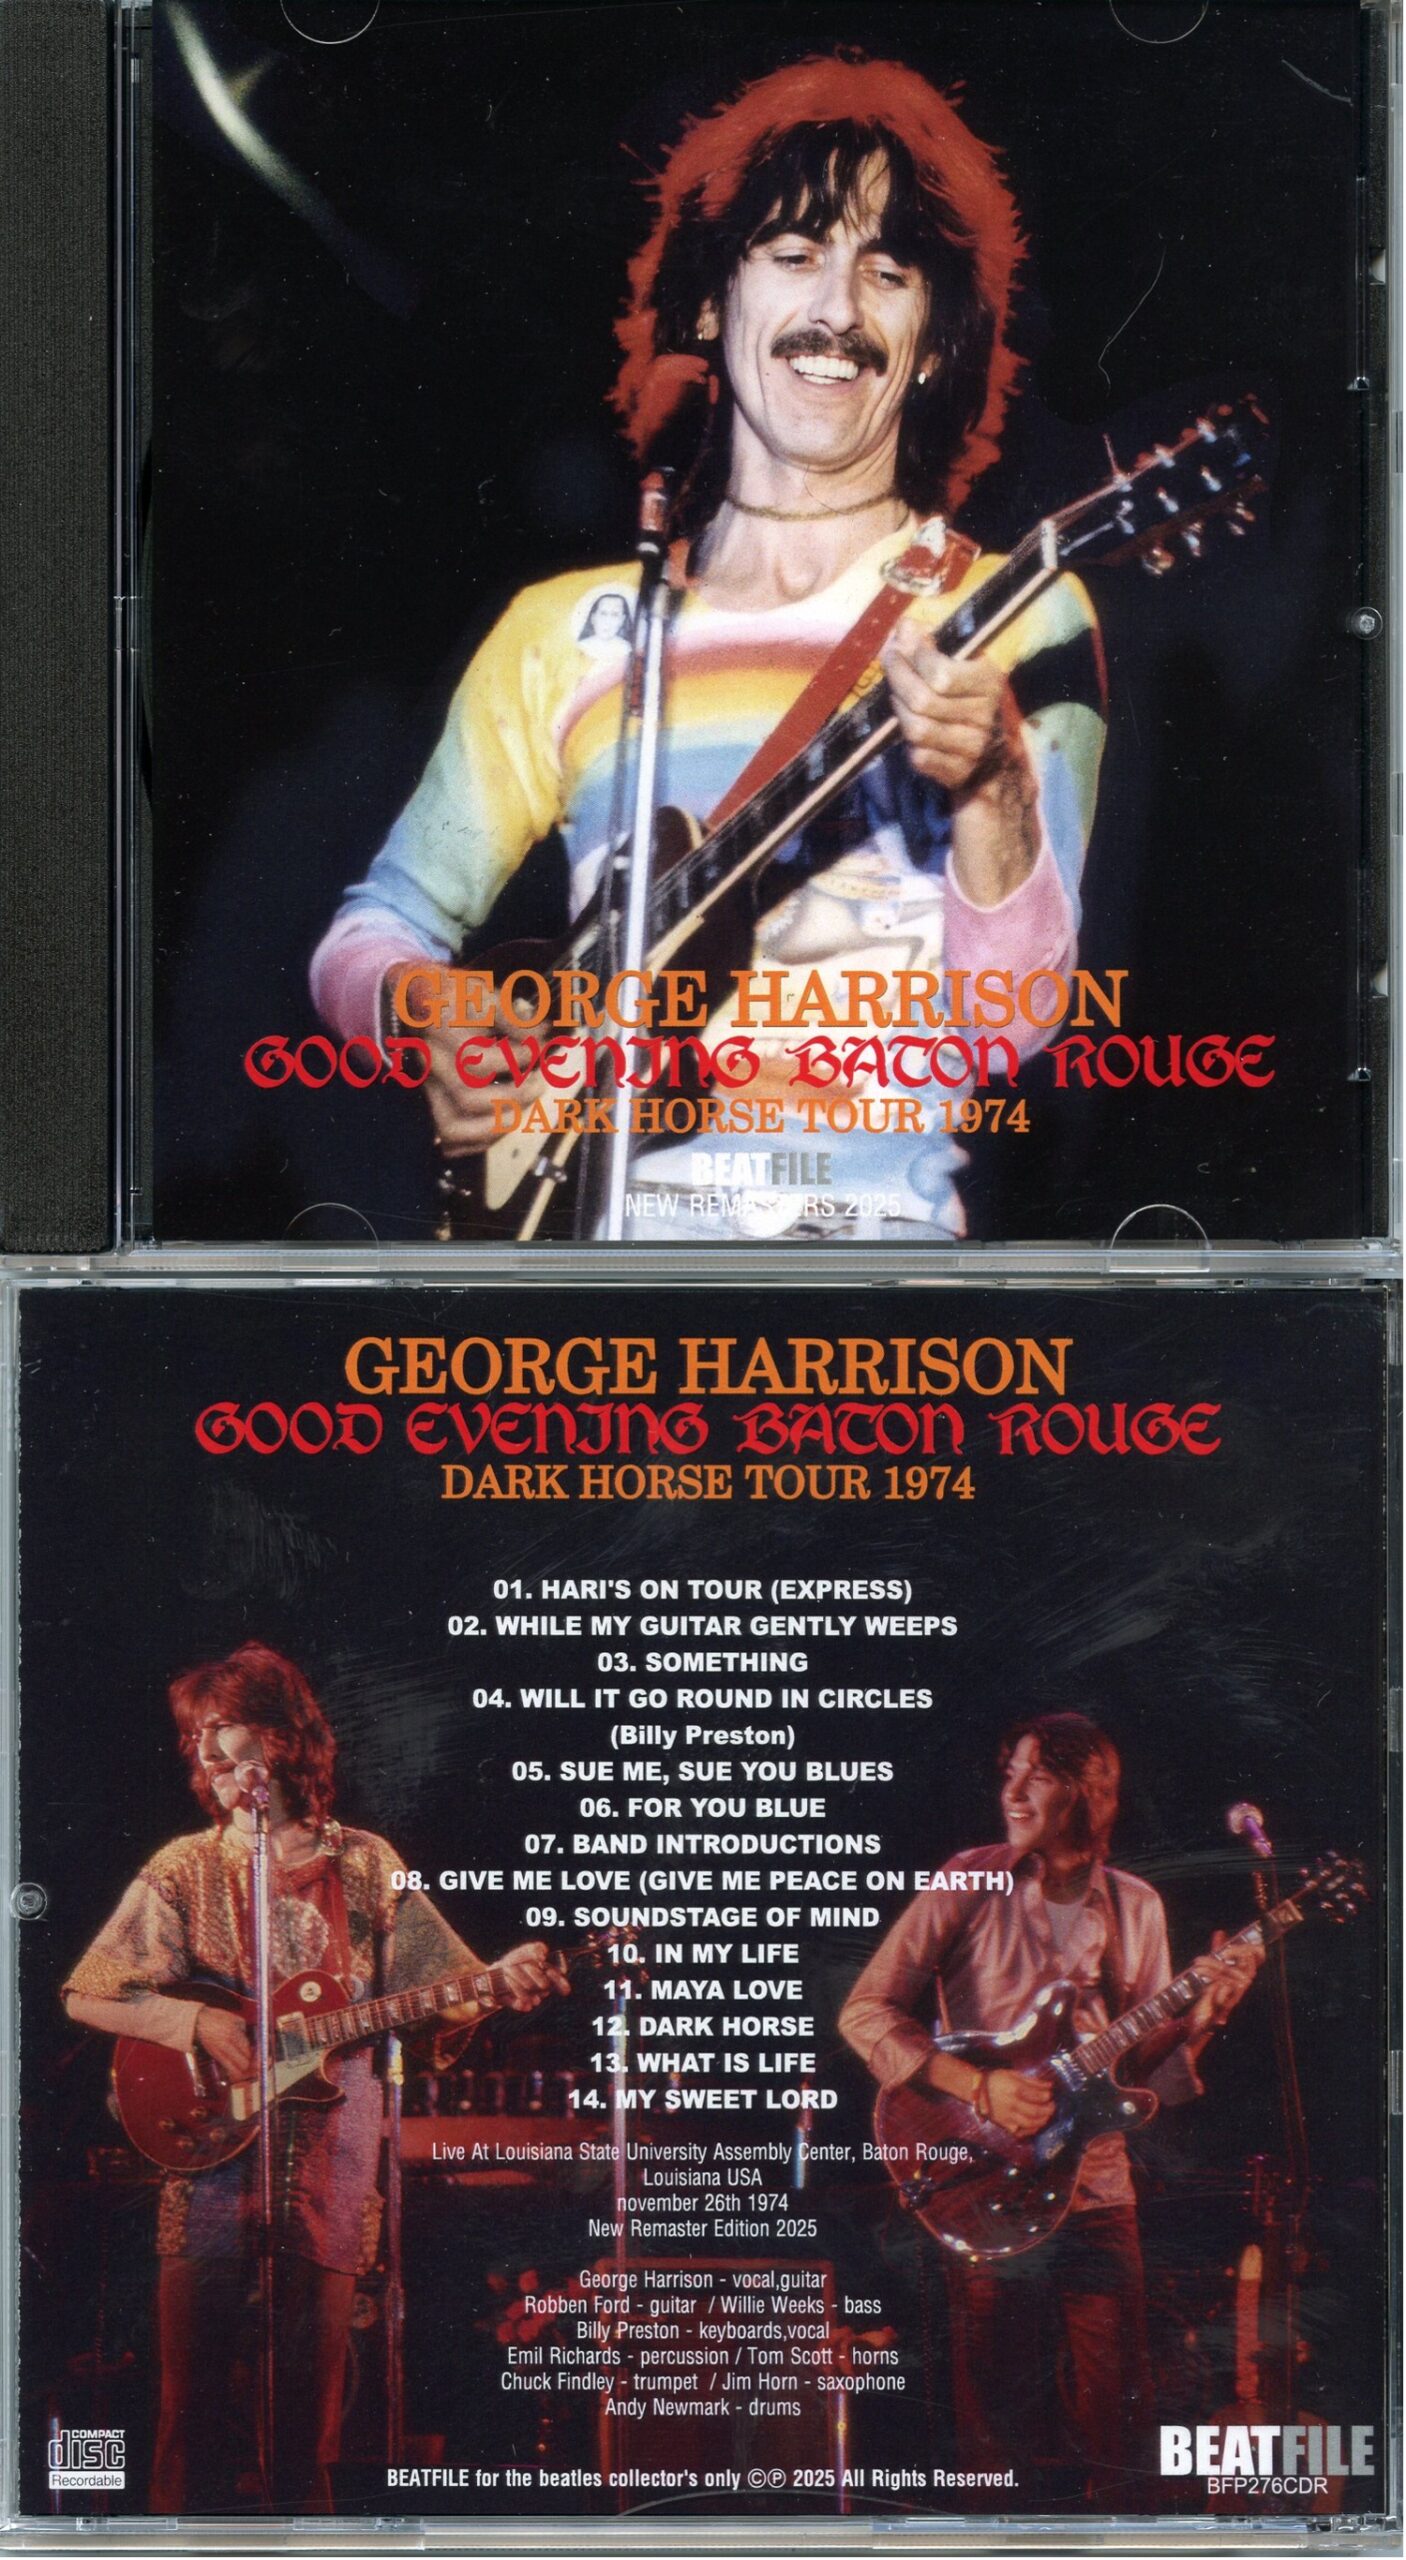 GEORGE HARRISON
GOOD EVENING BATON ROUGE
DARK HORSE TOUR 1974
BEATFILE
NEW REMASTERS 2025
GEORGE HARRISON
GOOD EVENING BATON ROUGE
DARK HORSE TOUR 1974
01. HARI'S ON TOUR (EXPRESS)
02. WHILE MY GUITAR GENTLY WEEPS
03. SOMETHING
04. WILL IT GO ROUND IN CIRCLES
(Billy Preston)
05. SUE ME, SUE YOU BLUES
06. FOR YOU BLUE
07. BAND INTRODUCTIONS
08. GIVE ME LOVE (GIVE ME PEACE ON EARTH)
09. SOUNDSTAGE OF MIND
10. IN MY LIFE
11. MAYA LOVE
12. DARK HORSE
13. WHAT IS LIFE
14. MY SWEET LORD
Live At Louisiana State University Assembly Center, Baton Rouge,
Louisiana USA
november 26th 1974
New Remaster Edition 2025
George Harrison - vocal,guitar
Robben Ford - guitar / Willie Weeks - bass
Billy Preston - keyboards,vocal
Emil Richards - percussion / Tom Scott - horns
Chuck Findley - trumpet / Jim Horn - saxophone
Andy Newmark - drums
COMPACT
disc
Recordable
BEATFILE for the beatles collector's only ©℗ 2025 All Rights Reserved.
BEATFILE
BFP276CDR